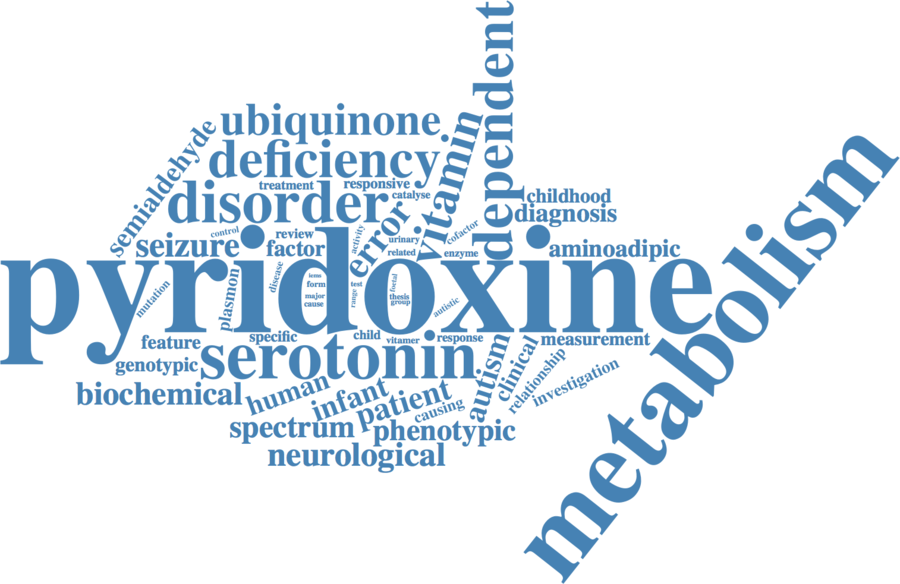 dependent
ubiquinone
semialdehyde
vitamin
deficiency
metabolism
treatment
responsive
catalyse
childhood
disorder
error
diagnosis
control
review
activity
urinary
cofactor
seizure
factor
related
enzyme
aminoadipic
pyridoxine
disease
plasmon
mutation
form
test
foetal
major
range
thesis
cause
group
autistic
feature
specific
child
vitamer
response
measurement
genotypic
serotonin
autism
clinical
relationship
investigation
biochemical
human
infant
patient
causing
spectrum
phenotypic
neurological